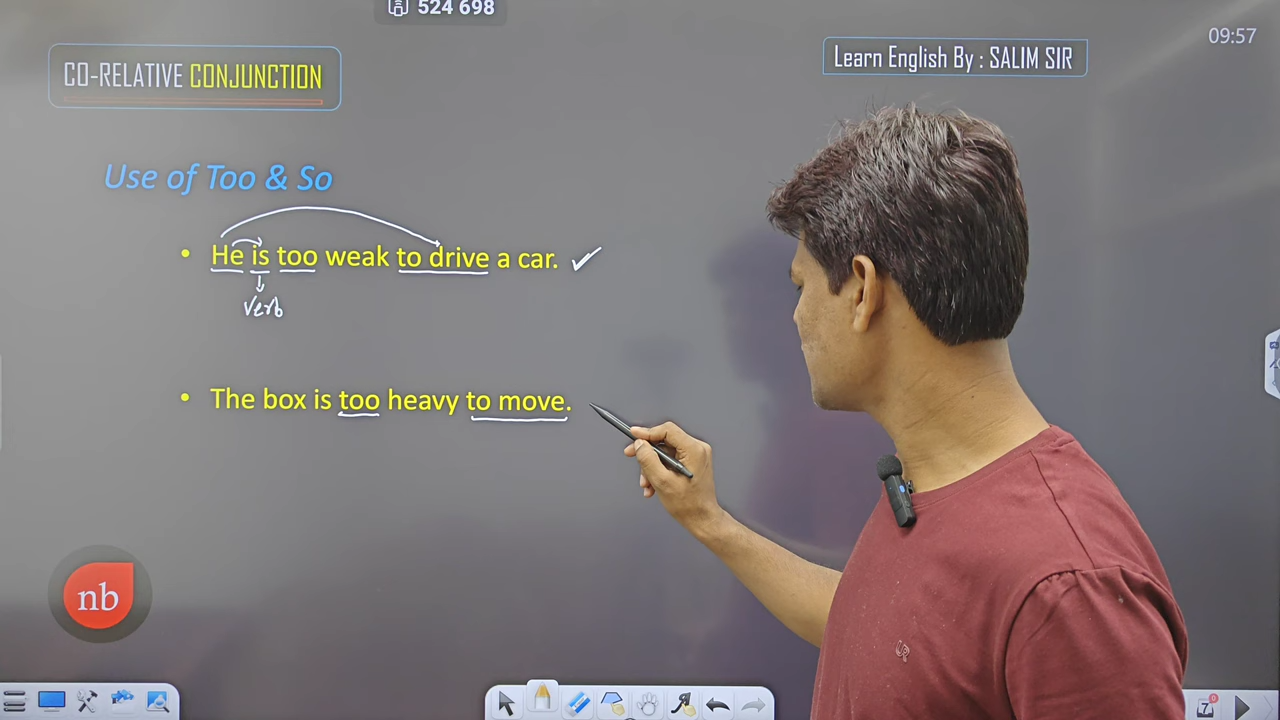 524 698
09:57
CO-RELATIVE CONJUNCTION
Learn English By : SALIM SIR
Use of Too & So
• He is too weak to drive a car.
Verb
• The box is too heavy to move.
nb